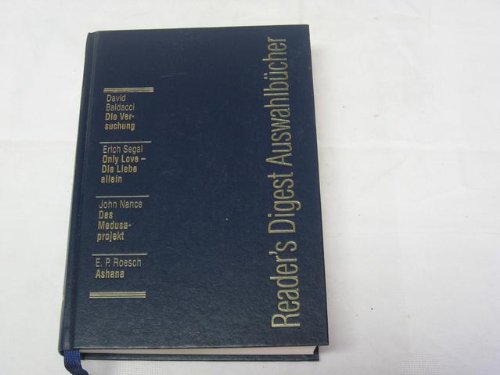 David
Baldacci
Die Ver-
suchung
Erich Segal
Only Love –
Die Liebe
allein
John Nance
Das
Medusa-
projekt
E. P. Roesch
Ashana
Reader's Digest Auswahlbücher